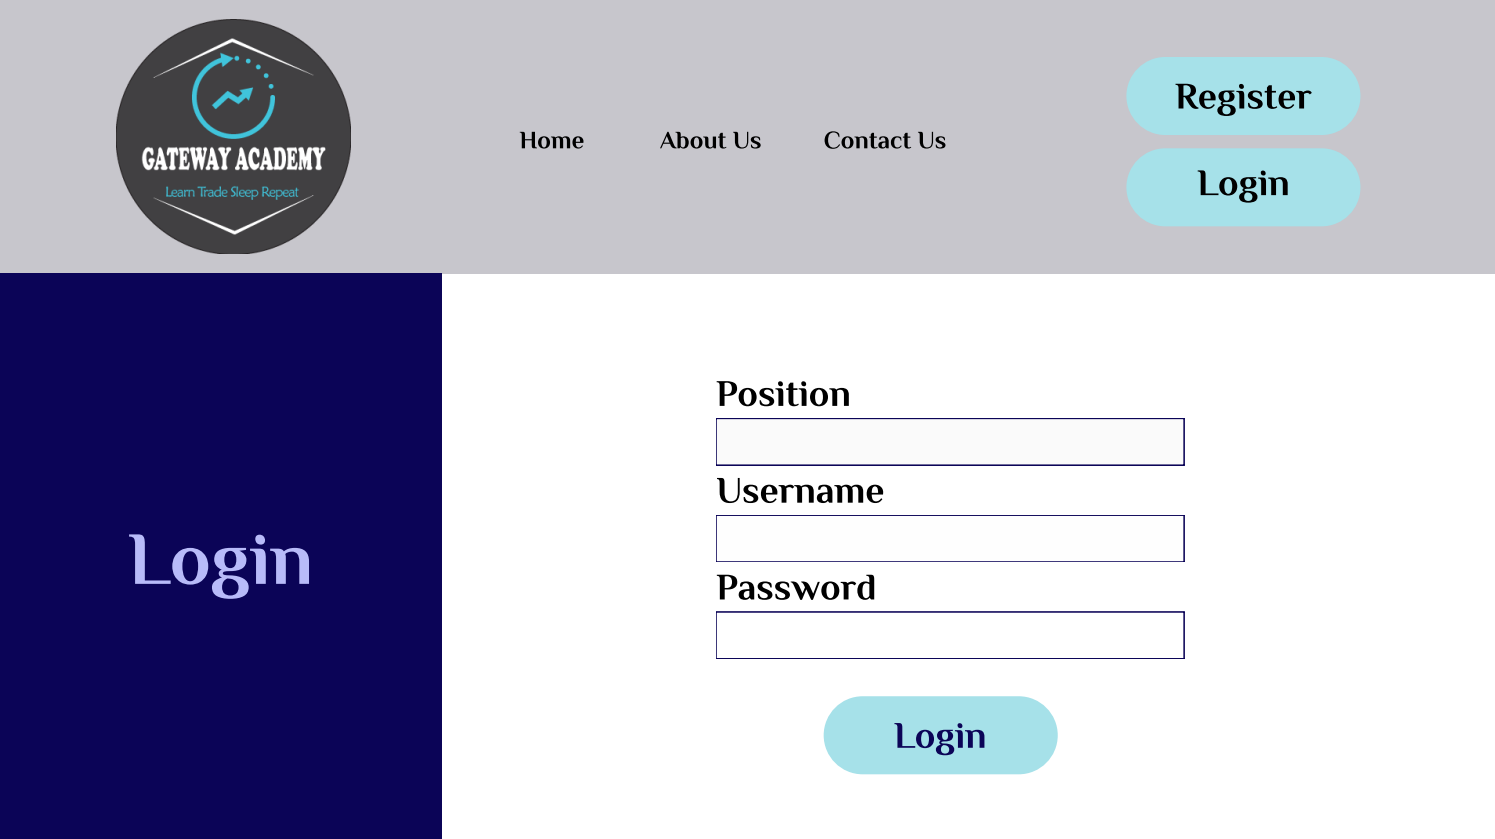 GATEWAY ACADEMY
Learn Trade Sleep Repeat
Home
About Us
Contact Us
Register
Login
Login
Position
Username
Password
Login